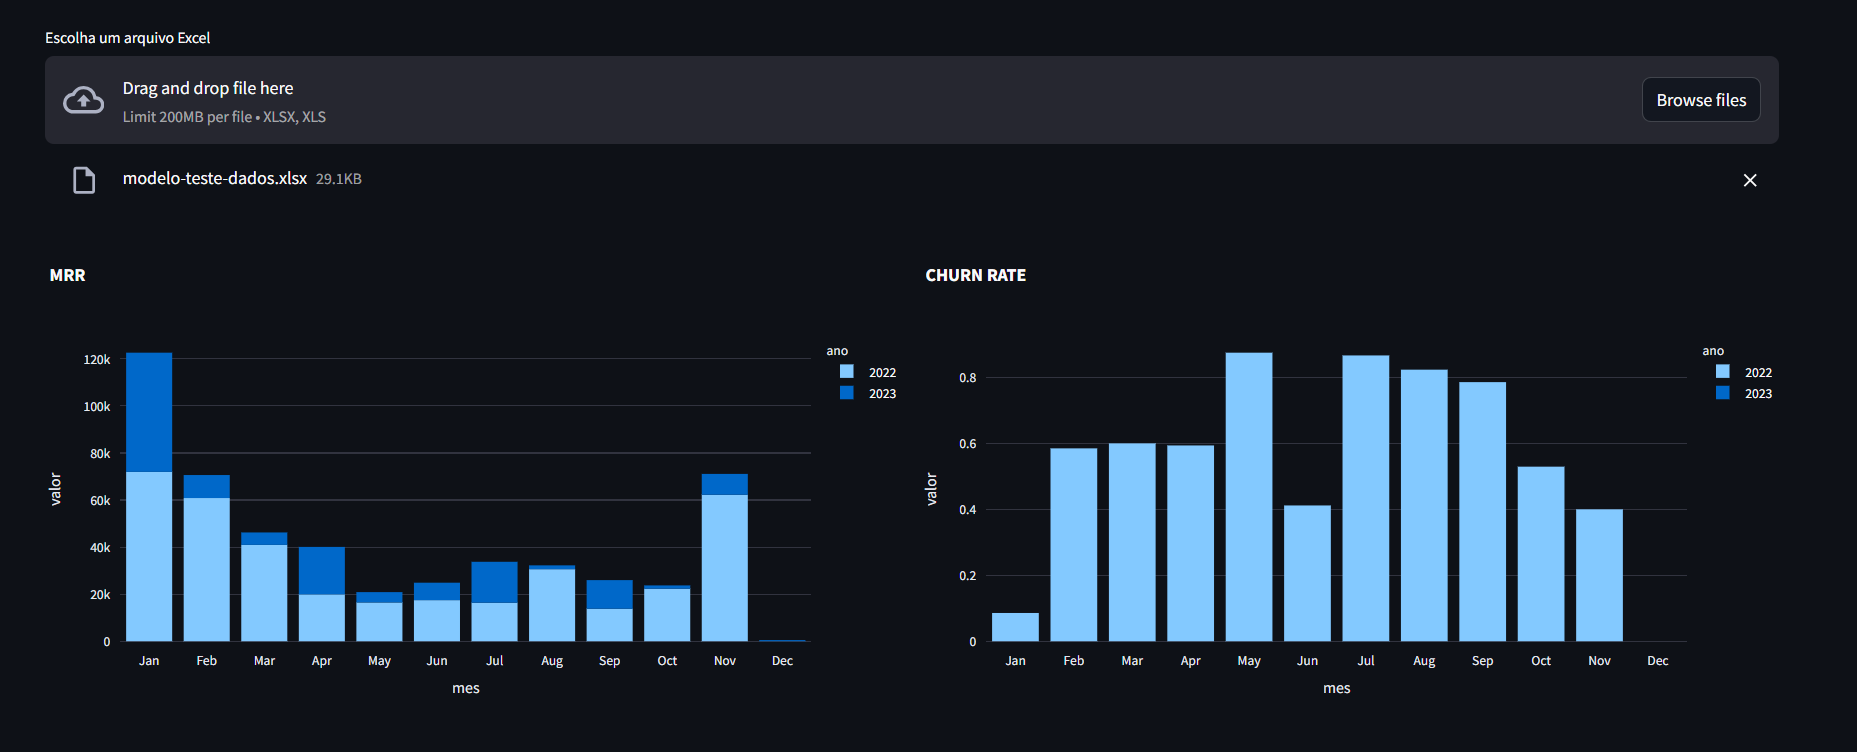 Escolha um arquivo Excel
Drag and drop file here
Limit 200MB per file • XLSX, XLS
Browse files
modelo-teste-dados.xlsx 29.1KB
MRR
valor
120k
100k
80k
60k
40k
20k
0
Jan Feb Mar Apr May Jun Jul Aug Sep Oct Nov Dec
mes
ano
2022
2023
CHURN RATE
valor
0.8
0.6
0.4
0.2
0
Jan Feb Mar Apr May Jun Jul Aug Sep Oct Nov Dec
mes
ano
2022
2023